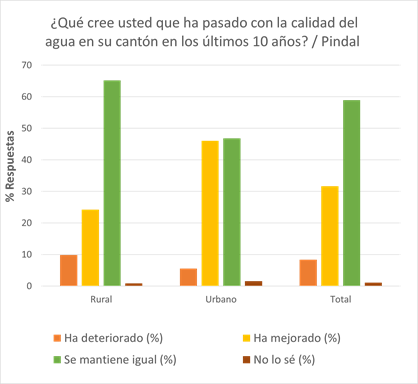 ¿Qué cree usted que ha pasado con la calidad del
agua en su cantón en los últimos 10 años? / Pindal
70
60
50
40
30
20
10
0
% Respuestas
Rural
Urbano
Total
Ha deteriorado (%)
Ha mejorado (%)
Se mantiene igual (%)
No lo sé (%)